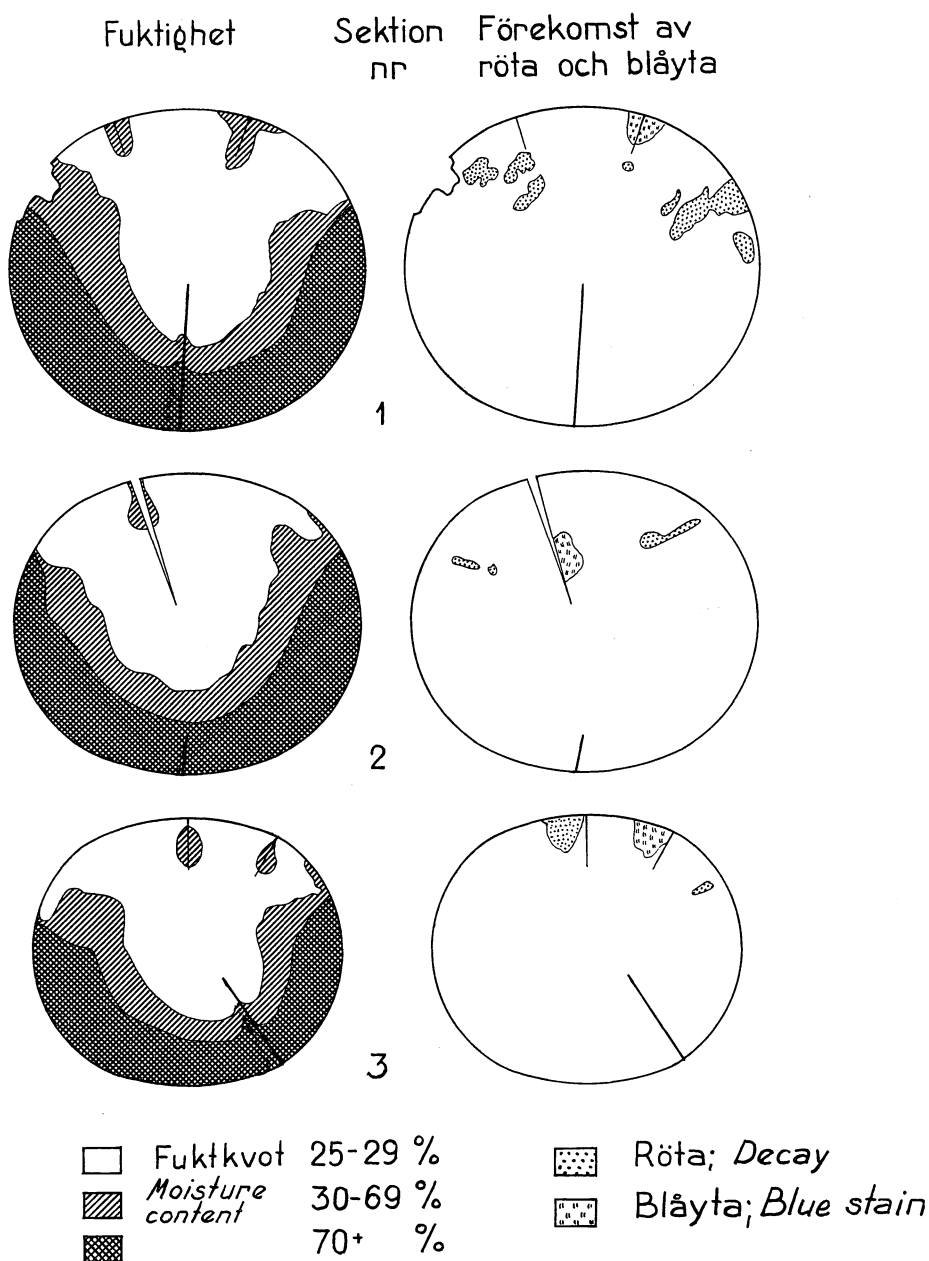 Fuktighet
Sektion
nr
Förekomst av
röta och blåyta
1
2
3
Fuktkvot 25-29 %
Moisture
content
30-69 %
70+ %
Röta; Decay
Blåyta; Blue stain